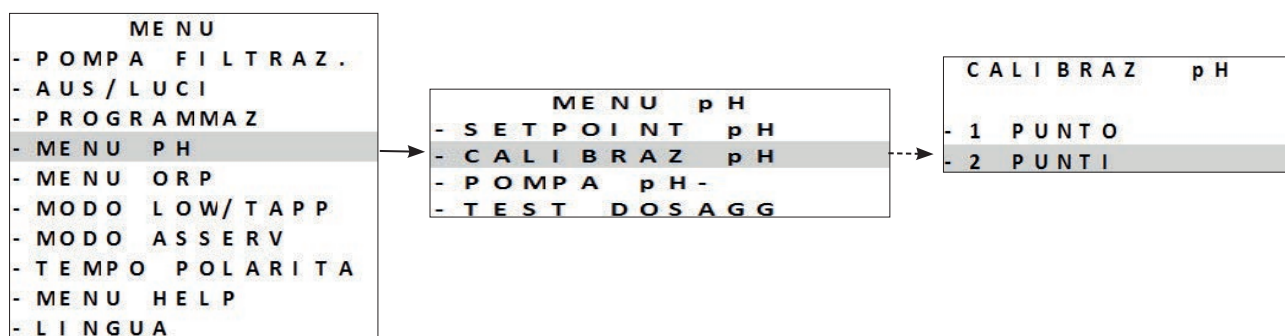 MENU
- POMPA FILTRAZ.
- AUS/LUCI
- PROGRAMMAZ
- MENU PH
- MENU ORP
- MODO LOW/TAPP
- MODO ASSERV
- TEMPO POLARITA
- MENU HELP
- LINGUA
MENU pH
- SETPOINT pH
- CALIBRAZ pH
- POMPA pH-
- TEST DOSAGG
CALIBRAZ pH
- 1 PUNTO
- 2 PUNTI